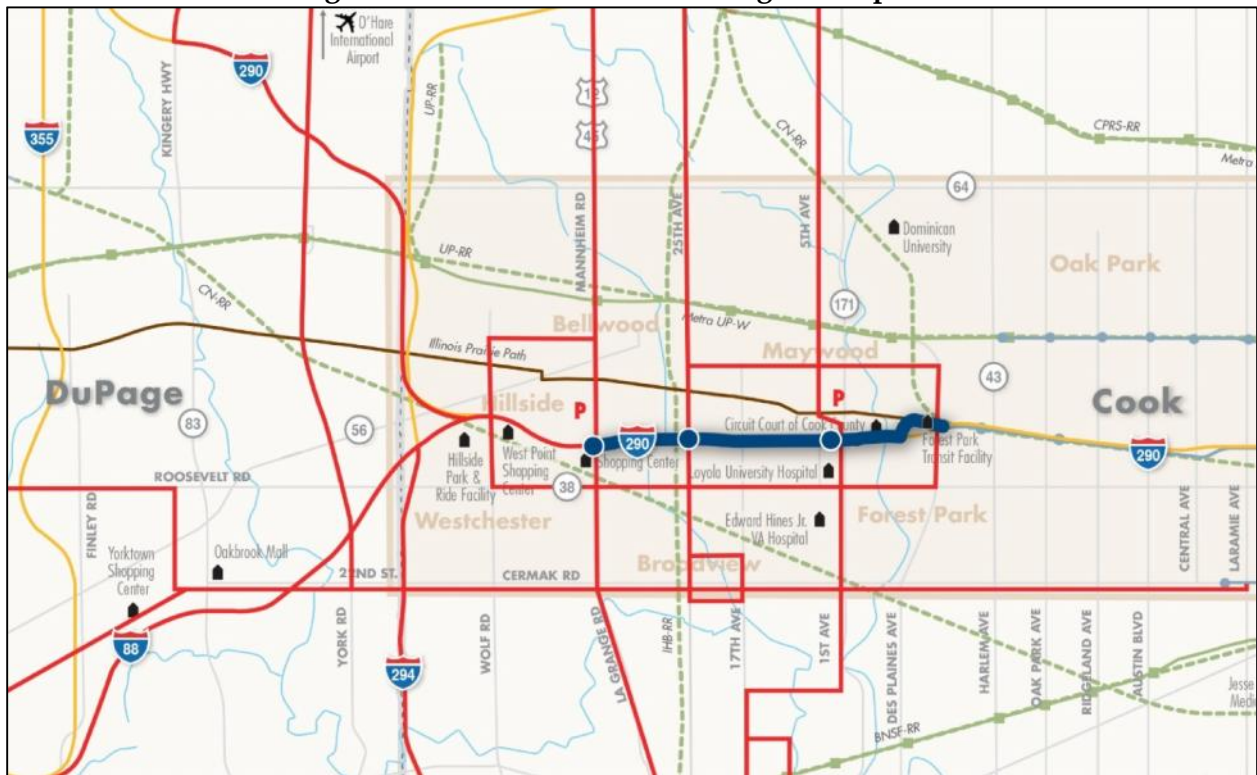 O'Hare
International
Airport
290
KINGERY HWY
355
UP-RR
12
45
MANNHEIM RD
25TH AVE
5TH AVE
CN-RR
CPRS-RR
Metra
64
Dominican
University
Oak Park
UP-RR
CN-RR
171
Bellwood
Metra UP-W
Maywood
Illinois Prairie Path
43
DuPage
Hillside
P
P
Cook
83
56
290
Circuit Court of Cook County
Forest Park
Transit Facility
290
Hillside
Park &
Ride Facility
West Point
Shopping
Center
Shopping Center
Loyola University Hospital
ROOSEVELT RD
38
FINLEY RD
Westchester
Edward Hines Jr.
VA Hospital
Forest Park
CENTRAL AVE
LARAMIE AVE
Yorktown
Shopping
Center
Oakbrook Mall
22ND ST.
CERMAK RD
Broadview
88
YORK RD
294
WOLF RD
LA GRANGE RD
IHB-RR
17TH AVE
1ST AVE
DES PLAINES AVE
HARLEM AVE
OAK PARK AVE
RIDGELAND AVE
AUSTIN BLVD
BNSF-RR
Jesse